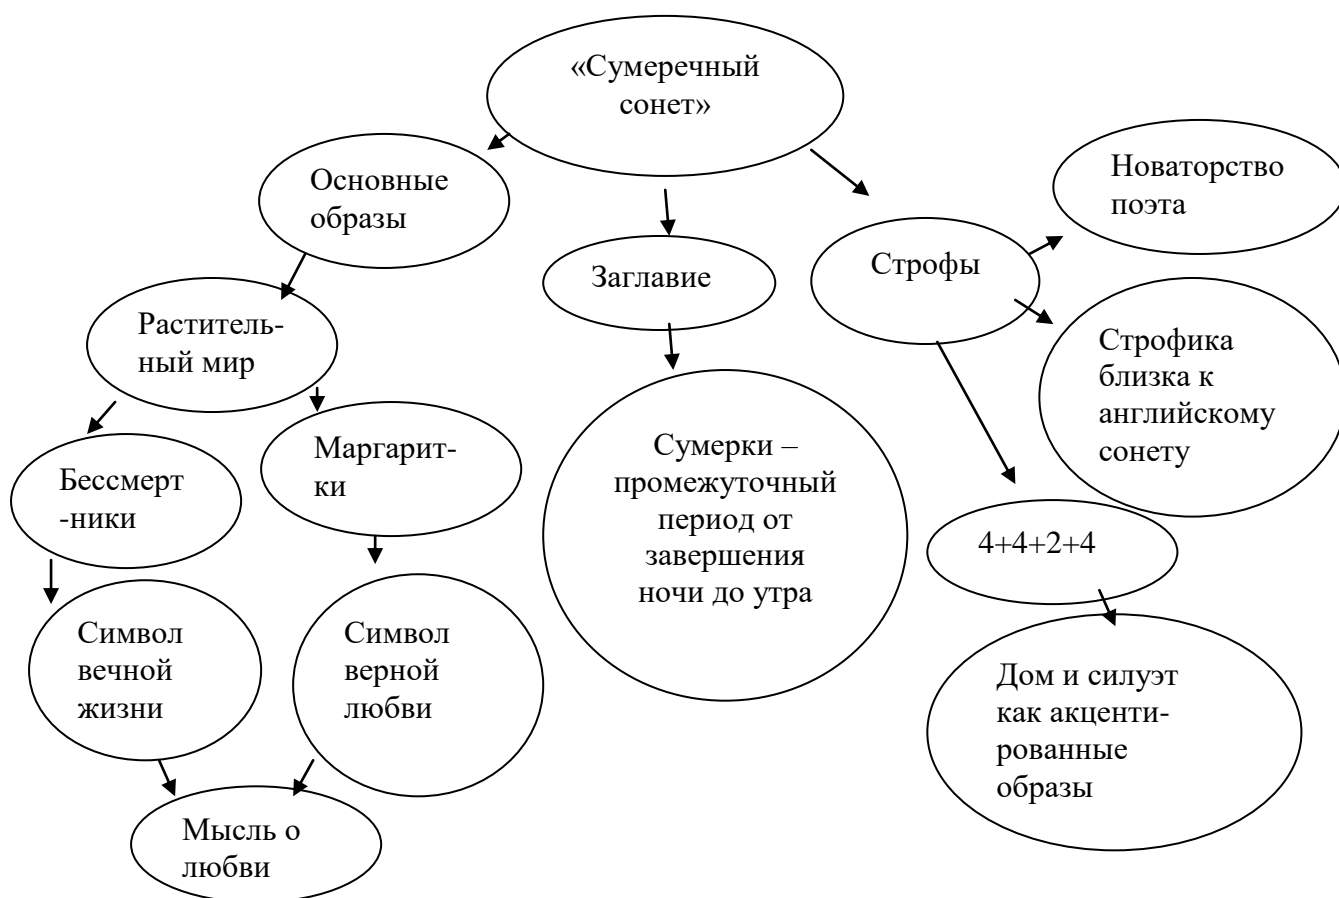 «Сумеречный
сонет»
Основные
образы
Новаторство
поэта
Заглавие
Строфы
Раститель-
ный мир
Строфика
близка к
английскому
сонету
Бессмерт
-ники
Маргарит-
ки
Сумерки –
промежуточный
период от
завершения
ночи до утра
4+4+2+4
Символ
вечной
жизни
Символ
верной
любви
Дом и силуэт
как акценти-
рованные
образы
Мысль о
любви